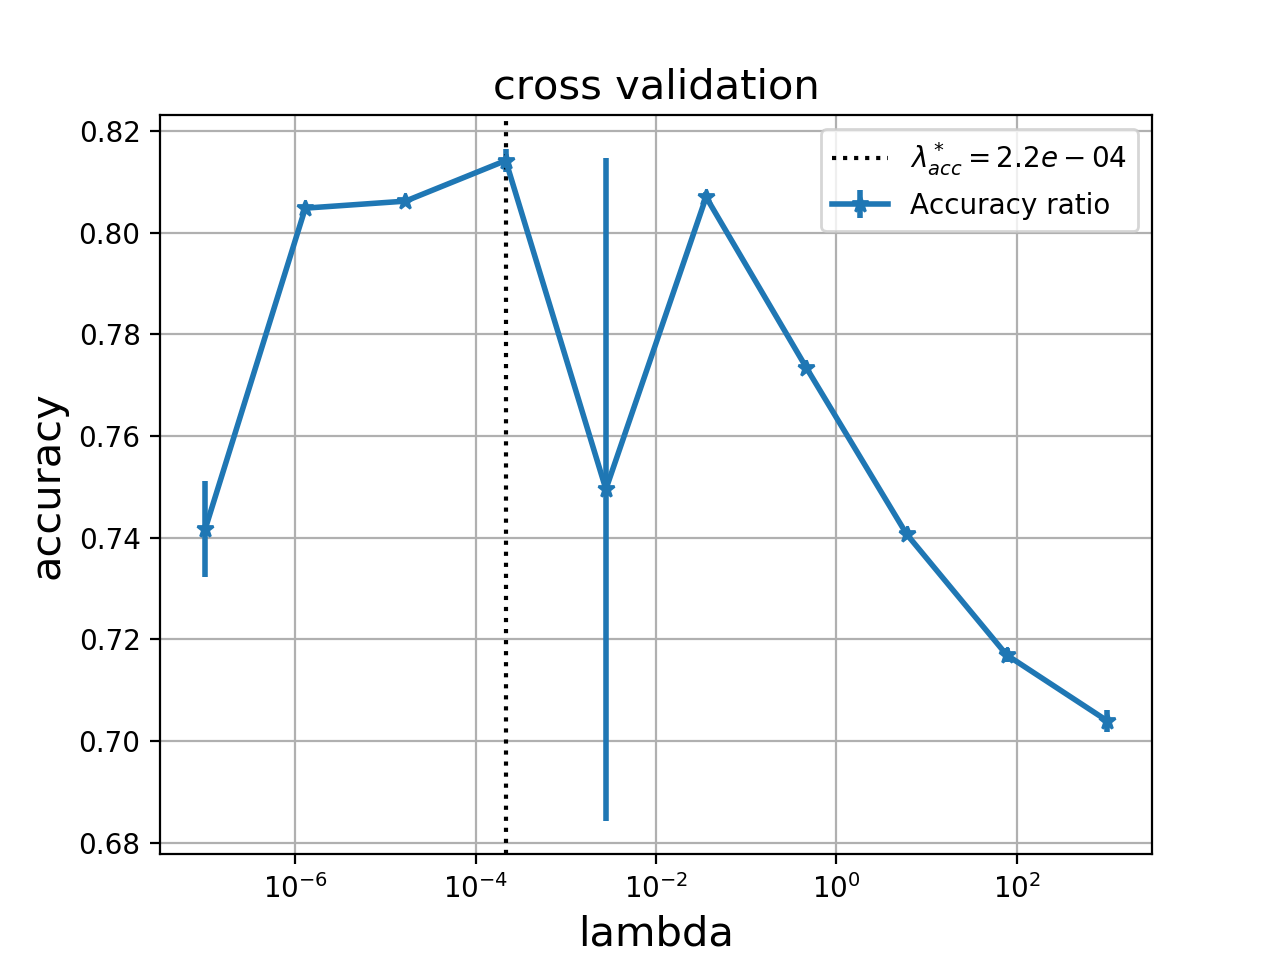 cross validation
λ*acc = 2.2e − 04
Accuracy ratio
accuracy
0.82
0.80
0.78
0.76
0.74
0.72
0.70
0.68
10⁻⁶ 10⁻⁴ 10⁻² 10⁰ 10²
lambda